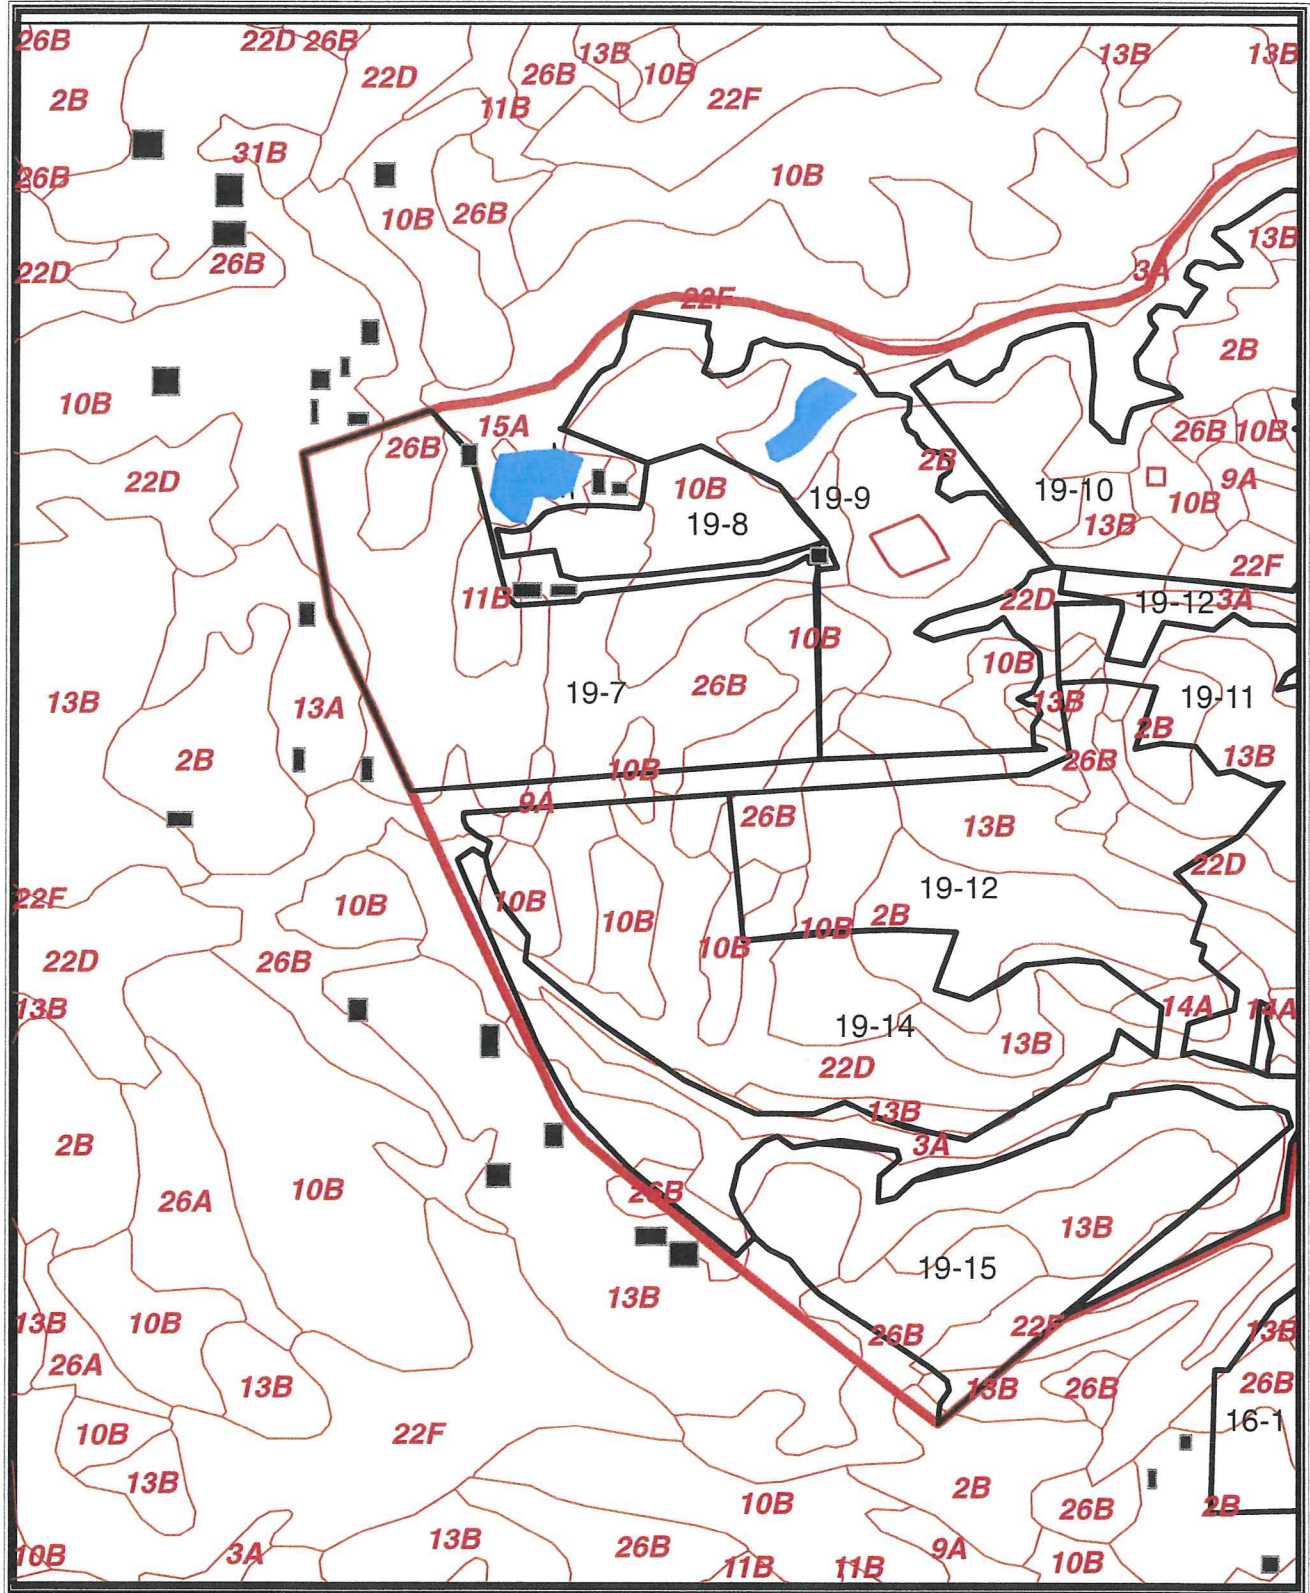 26B 22D 26B 13B 13B 13B
22D 26B 10B
2B 11B 22F
31B
26B 10B
10B 26B
26B 13B
22D 3A
22F
2B
10B
15A 26B 10B
26B 2B
22D 10B 19-9 19-10 9A
19-8 13B 10B
22F
11B 22D 19-12 3A
10B
10B
13B 13A 19-7 26B 13B 19-11
2B
2B 10B 26B 13B
9A 26B 13B
22D
22F 10B 10B 10B 19-12
10B 10B 2B
22D 26B
13B 14A 14A
19-14 13B
22D
13B
2B 3A
26A 10B 26B
13B
19-15
13B
13B 10B 26B 22F 13B
26A
13B 13B 26B 26B
10B 22F 16-1
13B 2B
10B 26B 2B
10B 3A 13B 26B 9A
11B 11B 10B